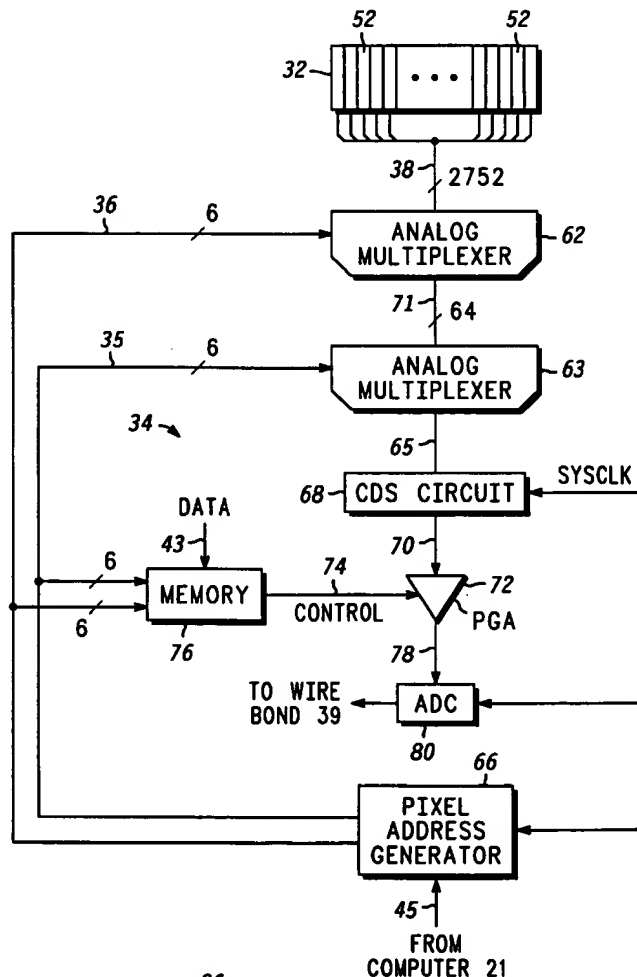 52 52
32
38 2752
36 6
ANALOG
MULTIPLEXER
62
71 64
35 6
ANALOG
MULTIPLEXER
63
34
65
SYSCLK
68 CDS CIRCUIT
DATA
43
70
6
74
72
MEMORY
CONTROL
PGA
6
76
78
TO WIRE
BOND 39
ADC
80
66
PIXEL
ADDRESS
GENERATOR
45
FROM
COMPUTER 21